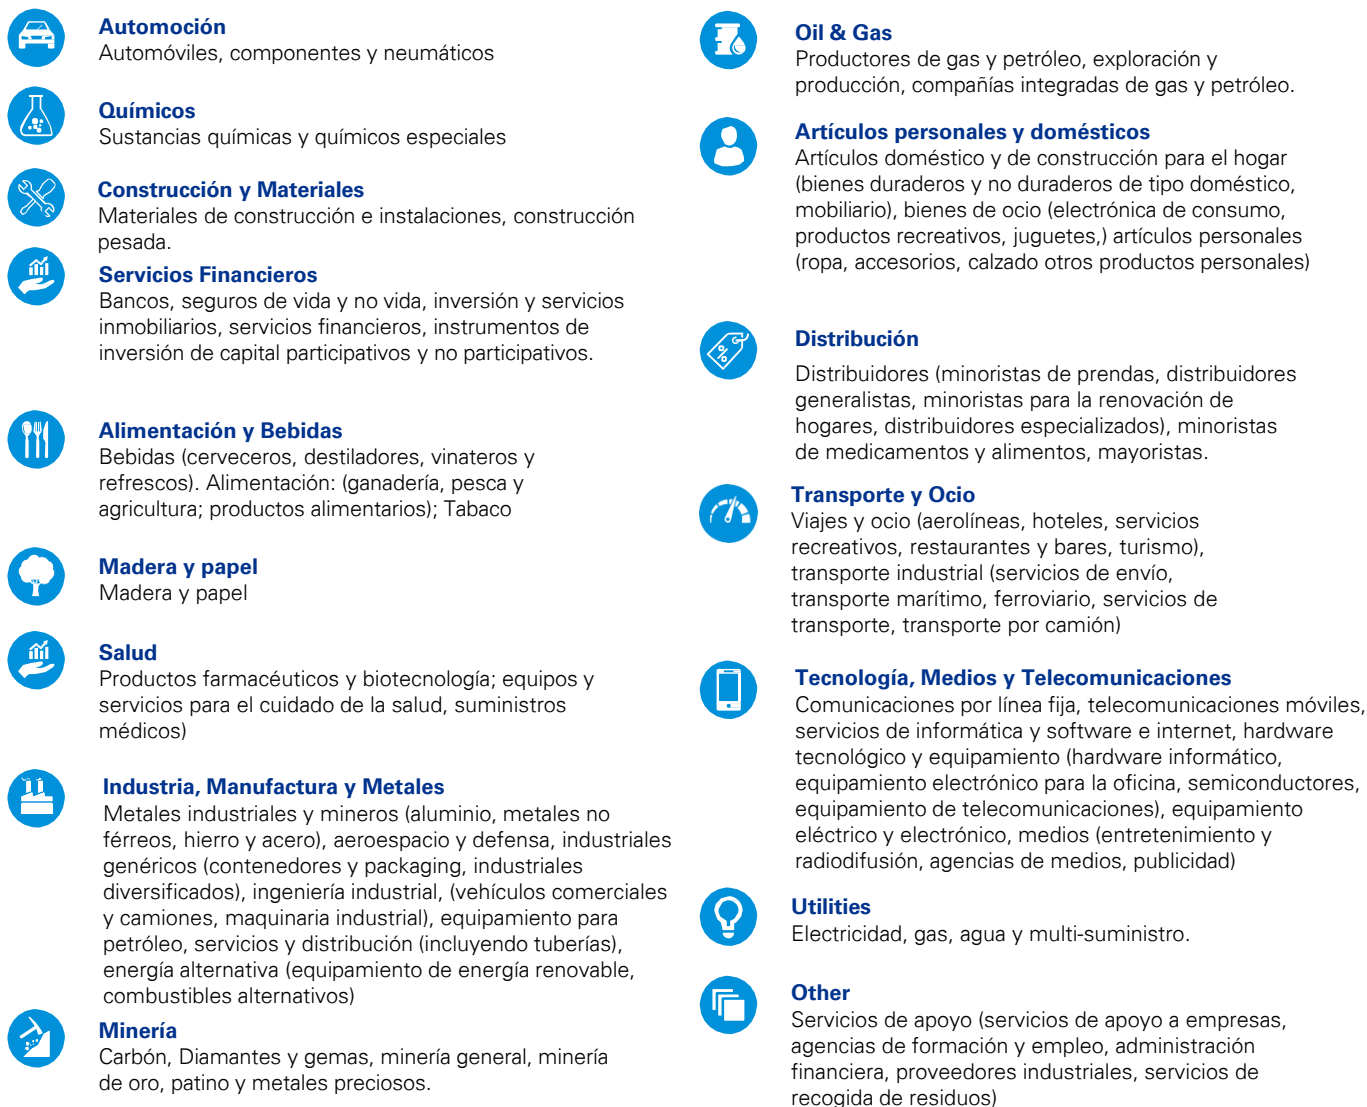 Automoción
Automóviles, componentes y neumáticos
Químicos
Sustancias químicas y químicos especiales
Construcción y Materiales
Materiales de construcción e instalaciones, construcción
pesada.
Servicios Financieros
Bancos, seguros de vida y no vida, inversión y servicios
inmobiliarios, servicios financieros, instrumentos de
inversión de capital participativos y no participativos.
Alimentación y Bebidas
Bebidas (cerveceros, destiladores, vinateros y
refrescos). Alimentación: (ganadería, pesca y
agricultura; productos alimentarios); Tabaco
Madera y papel
Madera y papel
Salud
Productos farmacéuticos y biotecnología; equipos y
servicios para el cuidado de la salud, suministros
médicos)
Industria, Manufactura y Metales
Metales industriales y mineros (aluminio, metales no
férreos, hierro y acero), aeroespacio y defensa, industriales
genéricos (contenedores y packaging, industriales
diversificados), ingeniería industrial, (vehículos comerciales
y camiones, maquinaria industrial), equipamiento para
petróleo, servicios y distribución (incluyendo tuberías),
energía alternativa (equipamiento de energía renovable,
combustibles alternativos)
Minería
Carbón, Diamantes y gemas, minería general, minería
de oro, patino y metales preciosos.
Oil & Gas
Productores de gas y petróleo, exploración y
producción, compañías integradas de gas y petróleo.
Artículos personales y domésticos
Artículos doméstico y de construcción para el hogar
(bienes duraderos y no duraderos de tipo doméstico,
mobiliario), bienes de ocio (electrónica de consumo,
productos recreativos, juguetes,) artículos personales
(ropa, accesorios, calzado otros productos personales)
Distribución
Distribuidores (minoristas de prendas, distribuidores
generalistas, minoristas para la renovación de
hogares, distribuidores especializados), minoristas
de medicamentos y alimentos, mayoristas.
Transporte y Ocio
Viajes y ocio (aerolíneas, hoteles, servicios
recreativos, restaurantes y bares, turismo),
transporte industrial (servicios de envío,
transporte marítimo, ferroviario, servicios de
transporte, transporte por camión)
Tecnología, Medios y Telecomunicaciones
Comunicaciones por línea fija, telecomunicaciones móviles,
servicios de informática y software e internet, hardware
tecnológico y equipamiento (hardware informático,
equipamiento electrónico para la oficina, semiconductores,
equipamiento de telecomunicaciones), equipamiento
eléctrico y electrónico, medios (entretenimiento y
radiodifusión, agencias de medios, publicidad)
Utilities
Electricidad, gas, agua y multi-suministro.
Other
Servicios de apoyo (servicios de apoyo a empresas,
agencias de formación y empleo, administración
financiera, proveedores industriales, servicios de
recogida de residuos)